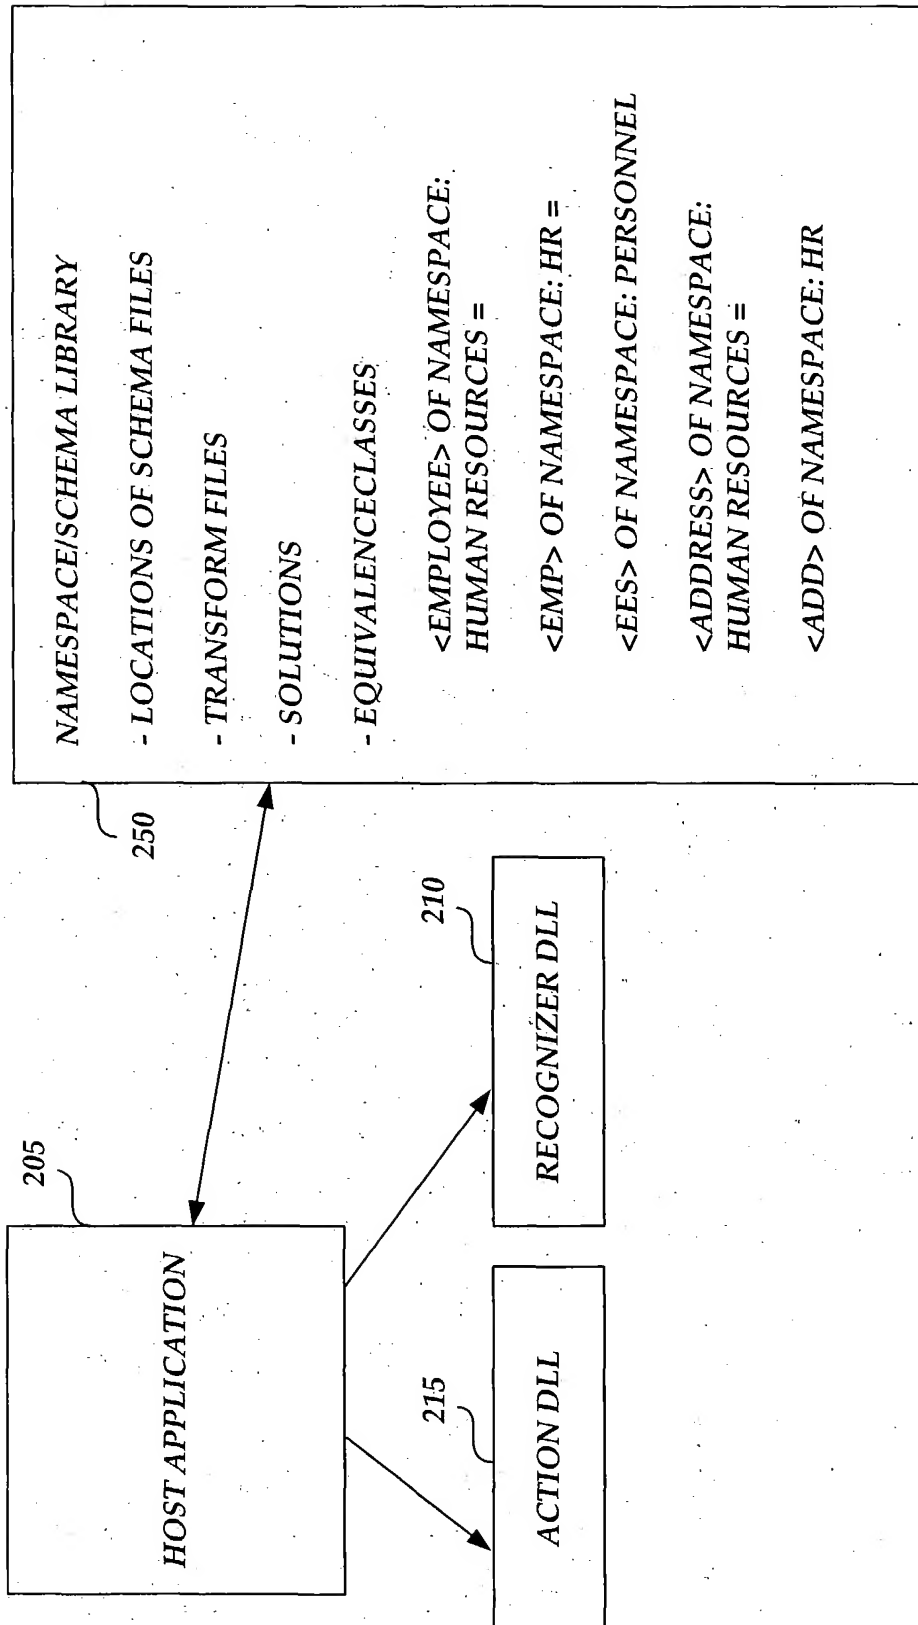 205
HOST APPLICATION
215
ACTION DLL
210
RECOGNIZER DLL
250
NAMESPACE/SCHEMA LIBRARY
- LOCATIONS OF SCHEMA FILES
- TRANSFORM FILES
- SOLUTIONS
- EQUIVALENCECLASSES
<EMPLOYEE> OF NAMESPACE:
HUMAN RESOURCES =
<EMP> OF NAMESPACE: HR =
<EES> OF NAMESPACE: PERSONNEL
<ADDRESS> OF NAMESPACE:
HUMAN RESOURCES =
<ADD> OF NAMESPACE: HR